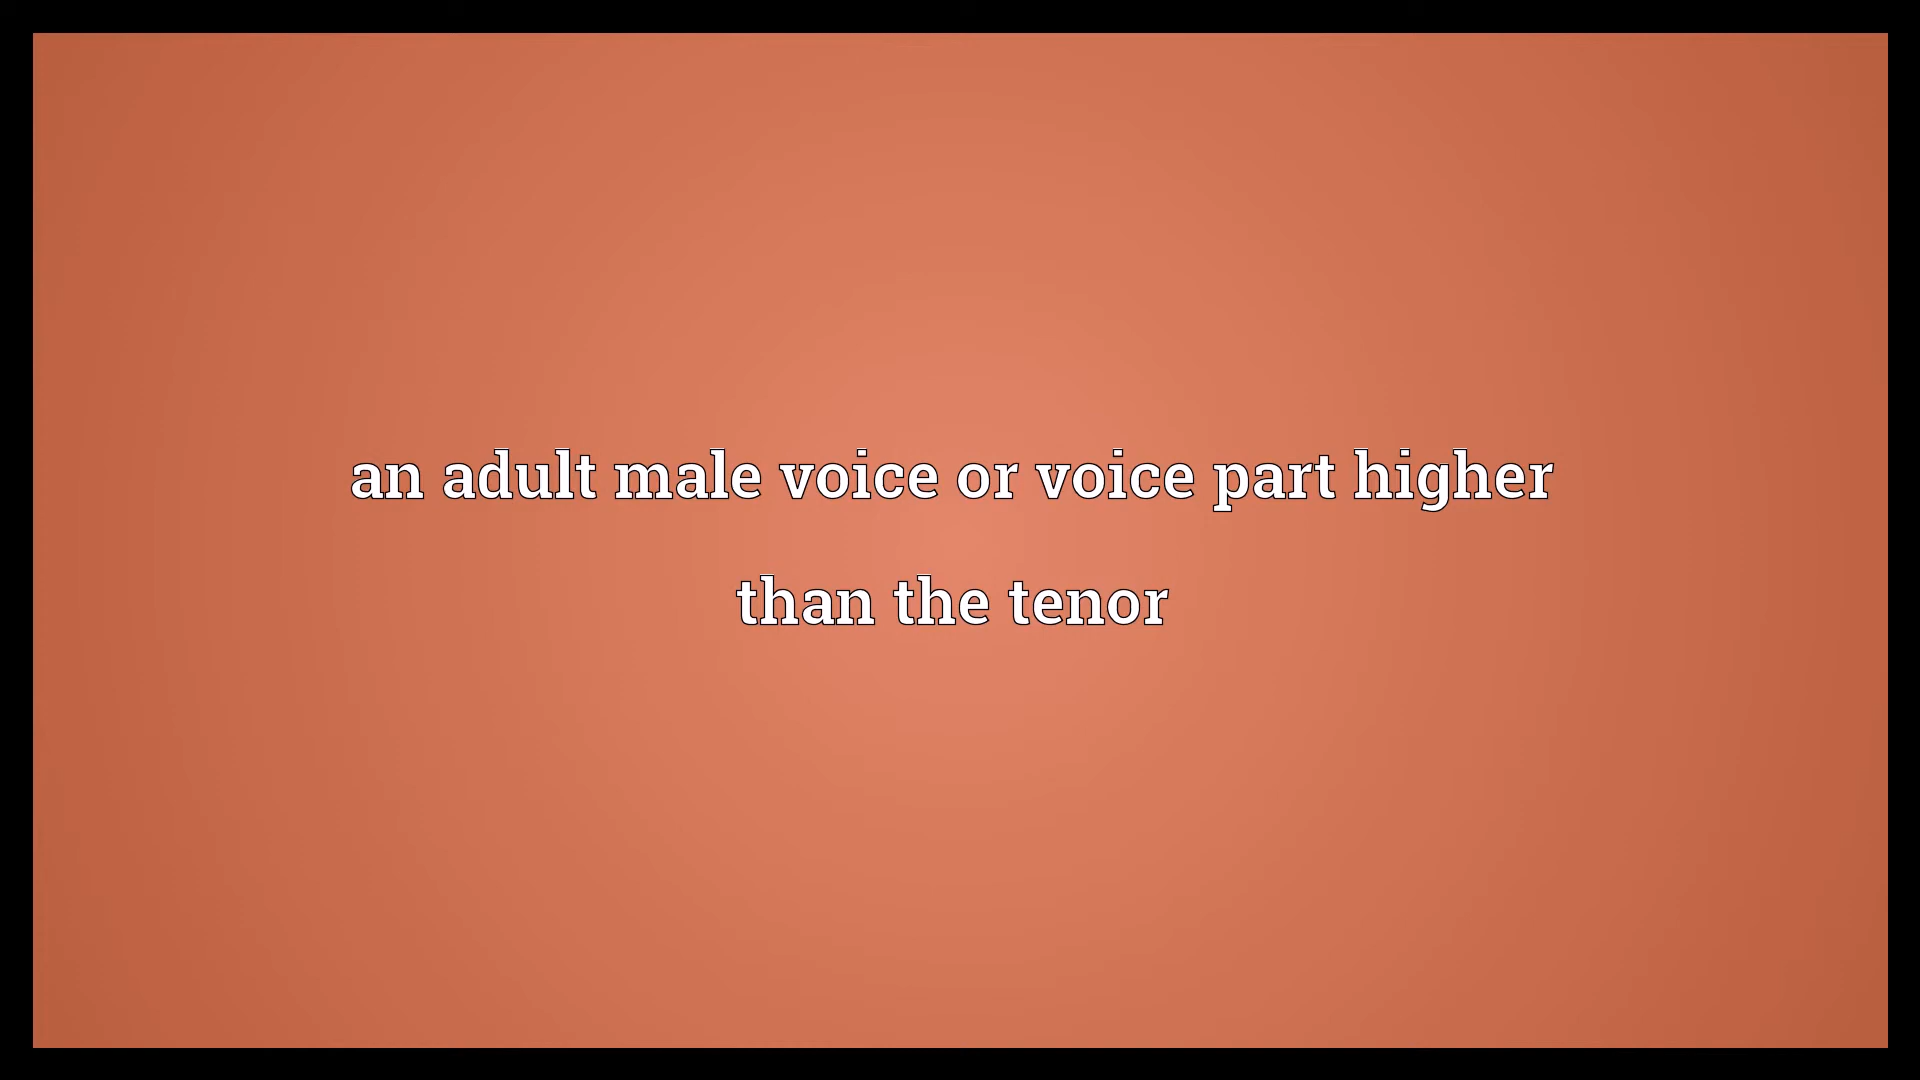 an adult male voice or voice part higher
than the tenor